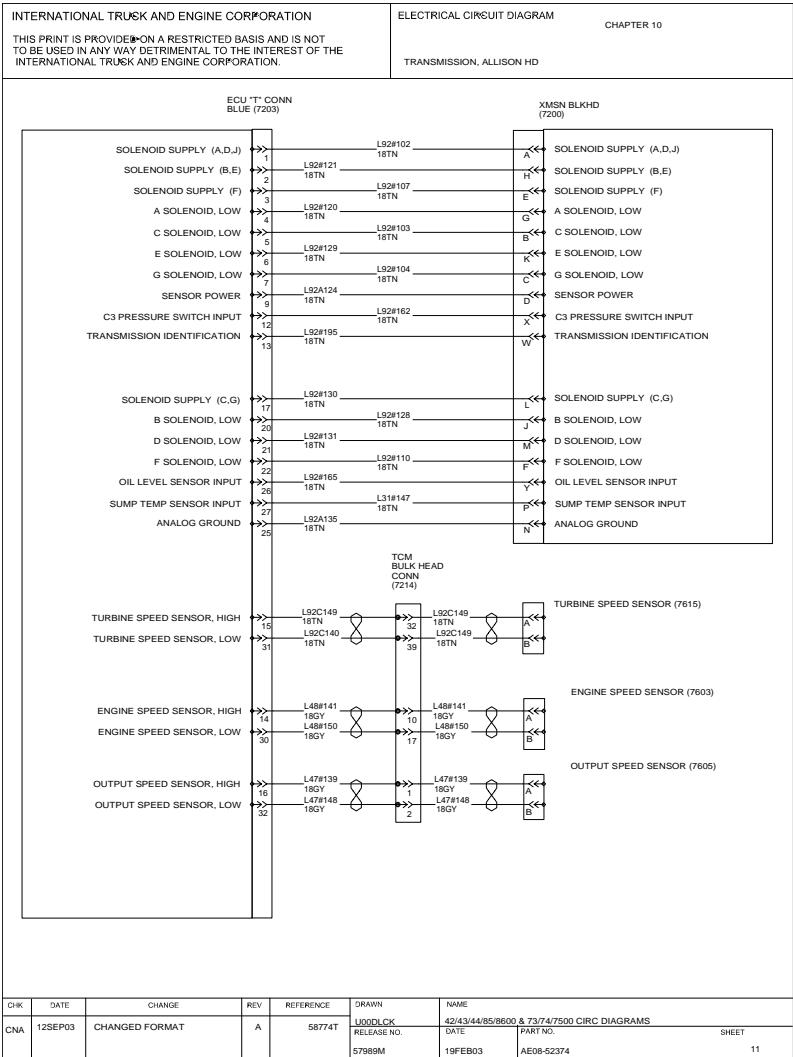 INTERNATIONAL TRUCK AND ENGINE CORPORATION
THIS PRINT IS PROVIDED ON A RESTRICTED BASIS AND IS NOT
TO BE USED IN ANY WAY DETRIMENTAL TO THE INTEREST OF THE
INTERNATIONAL TRUCK AND ENGINE CORPORATION.
ELECTRICAL CIRCUIT DIAGRAM
CHAPTER 10
TRANSMISSION, ALLISON HD
ECU "T" CONN
BLUE (7203)
XMSN BLKHD
(7200)
SOLENOID SUPPLY (A,D,J) 1 L92#102 18TN A SOLENOID SUPPLY (A,D,J)
SOLENOID SUPPLY (B,E) 2 L92#121 18TN H SOLENOID SUPPLY (B,E)
SOLENOID SUPPLY (F) 3 L92#107 18TN E SOLENOID SUPPLY (F)
A SOLENOID, LOW 4 L92#120 18TN G A SOLENOID, LOW
C SOLENOID, LOW 5 L92#103 18TN B C SOLENOID, LOW
E SOLENOID, LOW 6 L92#129 18TN K E SOLENOID, LOW
G SOLENOID, LOW 7 L92#104 18TN C G SOLENOID, LOW
SENSOR POWER 9 L92A124 18TN D SENSOR POWER
C3 PRESSURE SWITCH INPUT 12 L92#162 18TN X C3 PRESSURE SWITCH INPUT
TRANSMISSION IDENTIFICATION 13 L92#195 18TN W TRANSMISSION IDENTIFICATION
SOLENOID SUPPLY (C,G) 17 L92#130 18TN L SOLENOID SUPPLY (C,G)
B SOLENOID, LOW 20 L92#128 18TN J B SOLENOID, LOW
D SOLENOID, LOW 21 L92#131 18TN M D SOLENOID, LOW
F SOLENOID, LOW 22 L92#110 18TN F F SOLENOID, LOW
OIL LEVEL SENSOR INPUT 26 L92#165 18TN Y OIL LEVEL SENSOR INPUT
SUMP TEMP SENSOR INPUT 27 L31#147 18TN P SUMP TEMP SENSOR INPUT
ANALOG GROUND 25 L92A135 18TN N ANALOG GROUND
TCM
BULK HEAD
CONN
(7214)
TURBINE SPEED SENSOR (7615)
TURBINE SPEED SENSOR, HIGH 15 L92C149 18TN 32 L92C149 18TN A
TURBINE SPEED SENSOR, LOW 31 L92C140 18TN 39 L92C149 18TN B
ENGINE SPEED SENSOR (7603)
ENGINE SPEED SENSOR, HIGH 14 L48#141 18GY 10 L48#141 18GY A
ENGINE SPEED SENSOR, LOW 30 L48#150 18GY 17 L48#150 18GY B
OUTPUT SPEED SENSOR (7605)
OUTPUT SPEED SENSOR, HIGH 16 L47#139 18GY 1 L47#139 18GY A
OUTPUT SPEED SENSOR, LOW 32 L47#148 18GY 2 L47#148 18GY B
CHK DATE CHANGE REV REFERENCE DRAWN NAME
CNA 12SEP03 CHANGED FORMAT A 58774T U00DLCK 42/43/44/85/8600 & 73/74/7500 CIRC DIAGRAMS
RELEASE NO. DATE PART NO. SHEET
57989M 19FEB03 AE08-52374 11